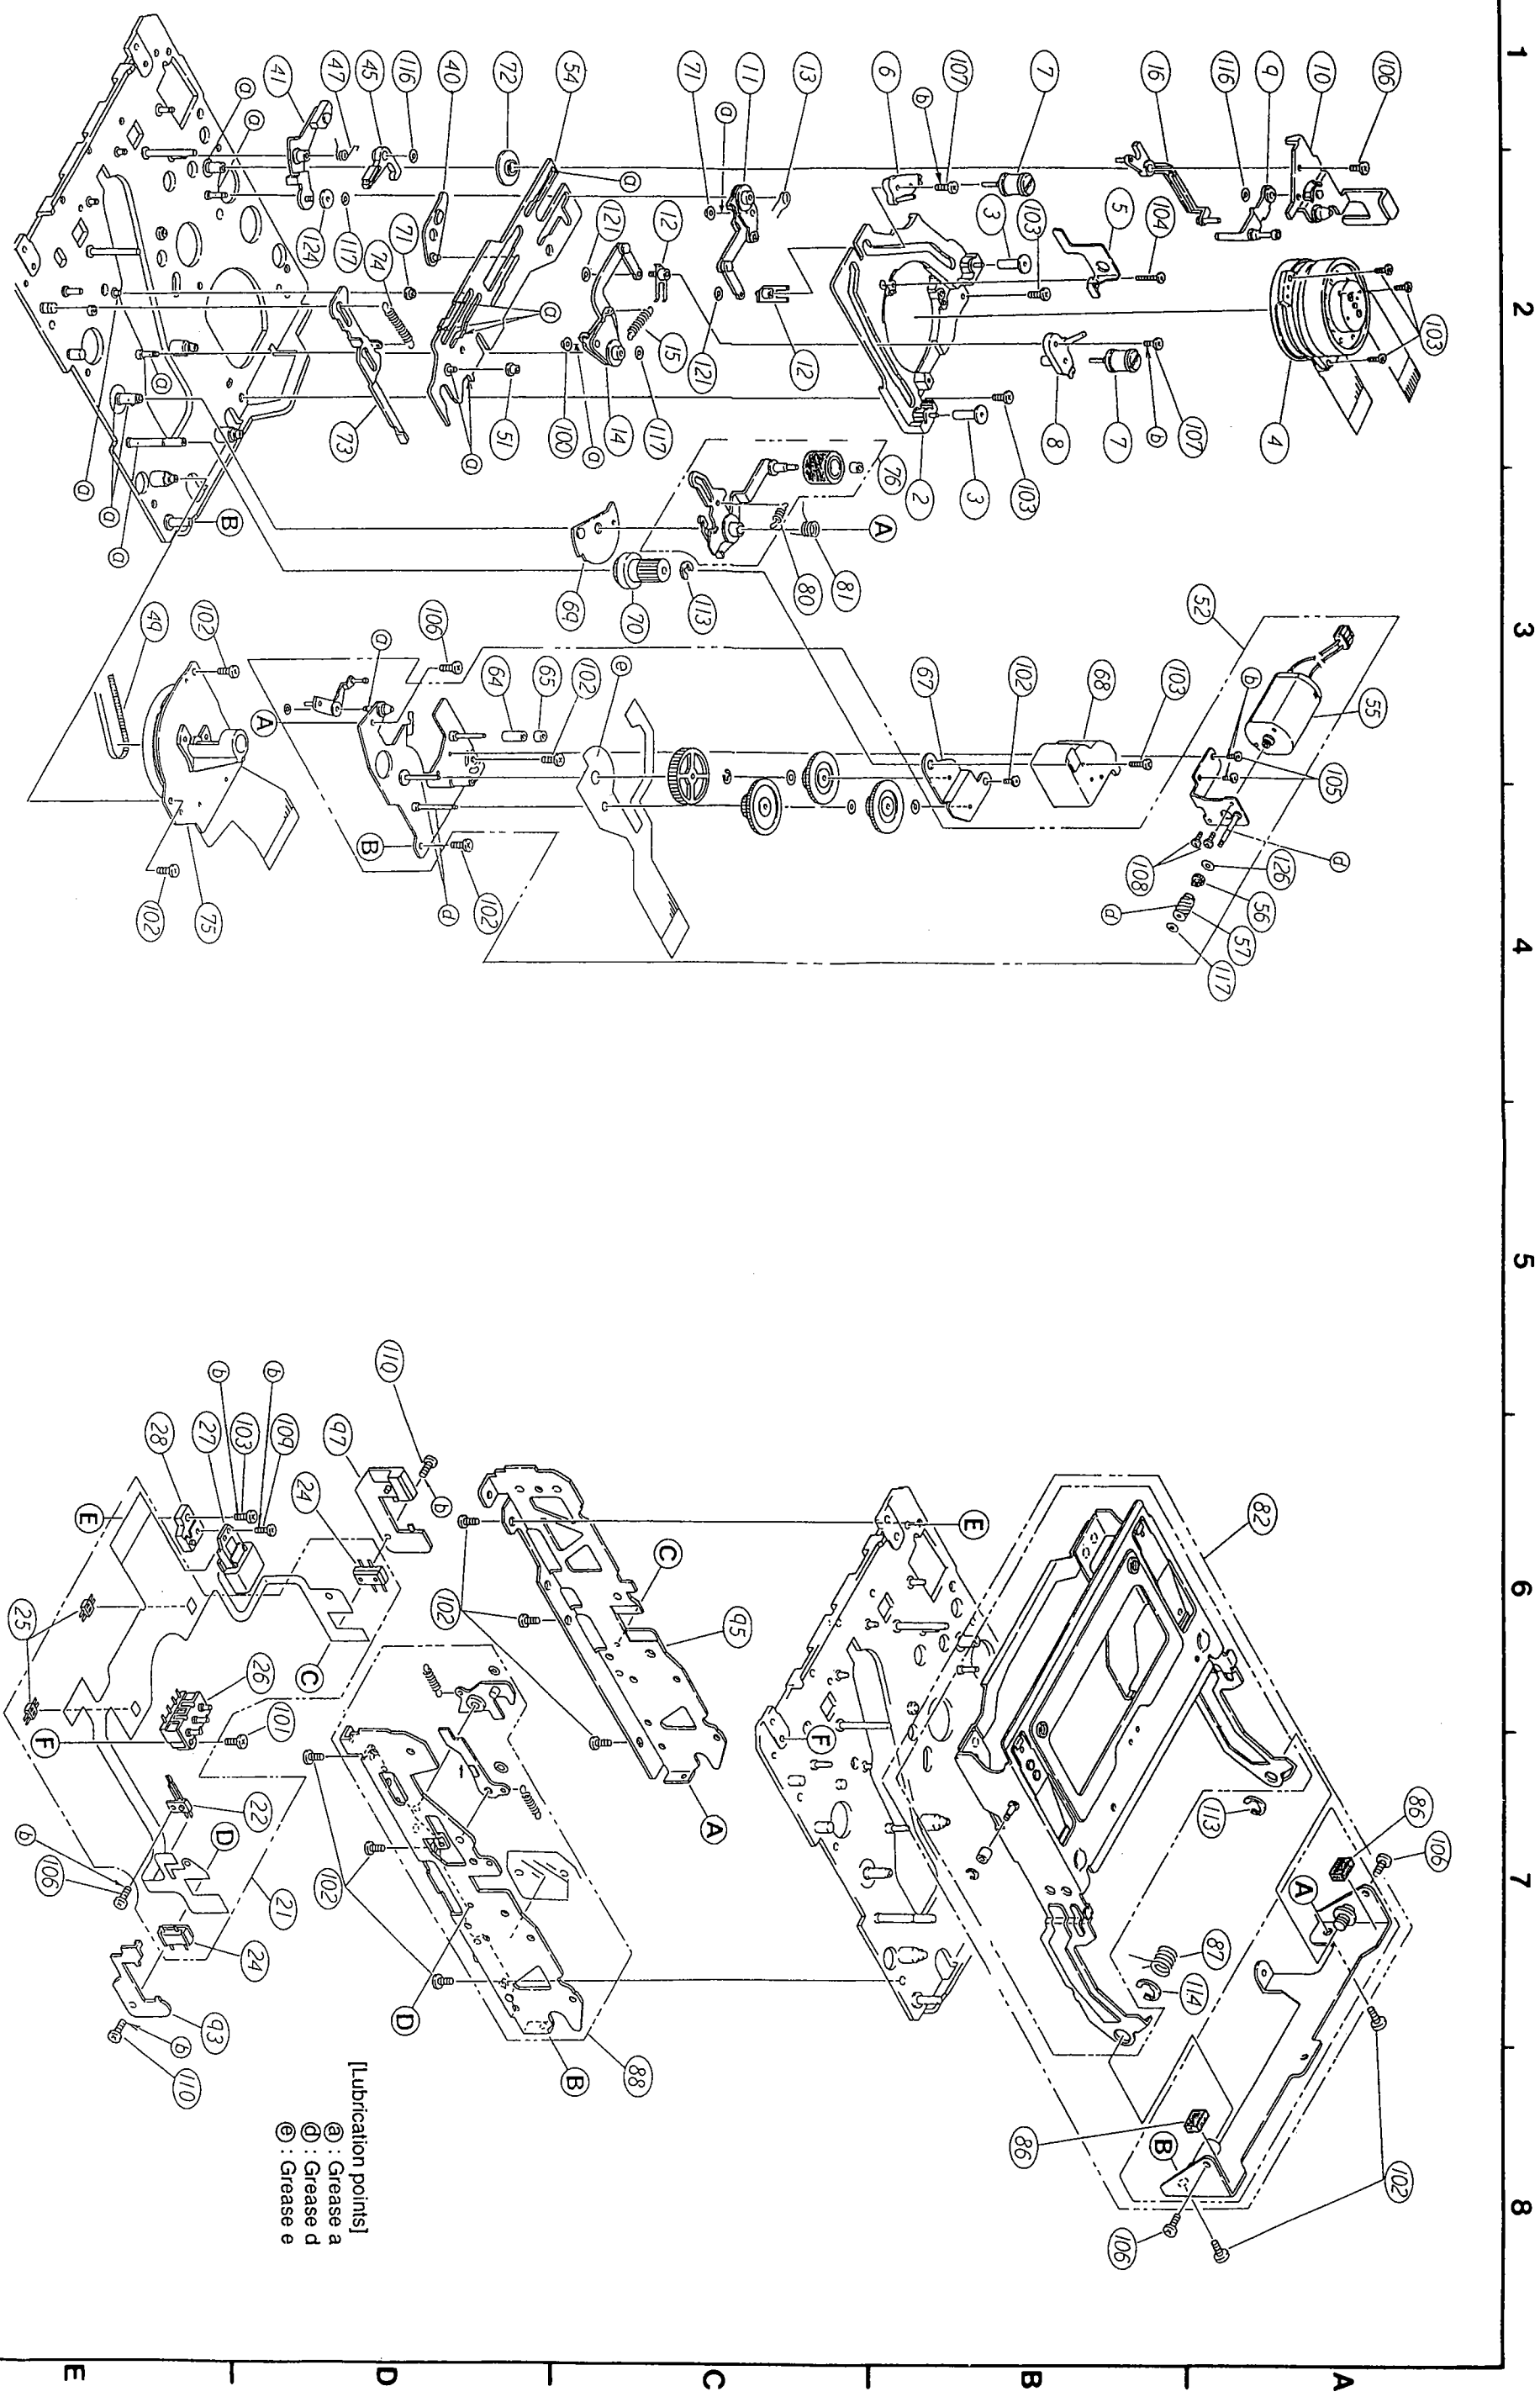 1
2
3
4
5
6
7
8
A
B
C
D
E
106
10
9
116
16
103
4
104
5
107
b
7
8
7
107
b
6
3
103
103
3
2
13
11
a
71
12
12
121
121
15
117
14
a
100
76
A
81
80
113
70
69
54
a
72
40
a
51
a
71
116
45
47
41
117
124
74
73
a
a
a
a
a
a
B
52
55
b
105
d
108
126
56
57
d
117
103
68
102
67
e
102
65
64
106
a
A
B
102
d
102
49
75
102
82
86
106
A
113
87
114
102
86
B
106
E
F
C
95
102
A
110
97
b
24
109
b
103
b
27
28
E
25
C
26
101
F
22
D
b
106
21
24
93
b
110
102
D
88
B
[Lubrication points]
a : Grease a
d : Grease d
e : Grease e